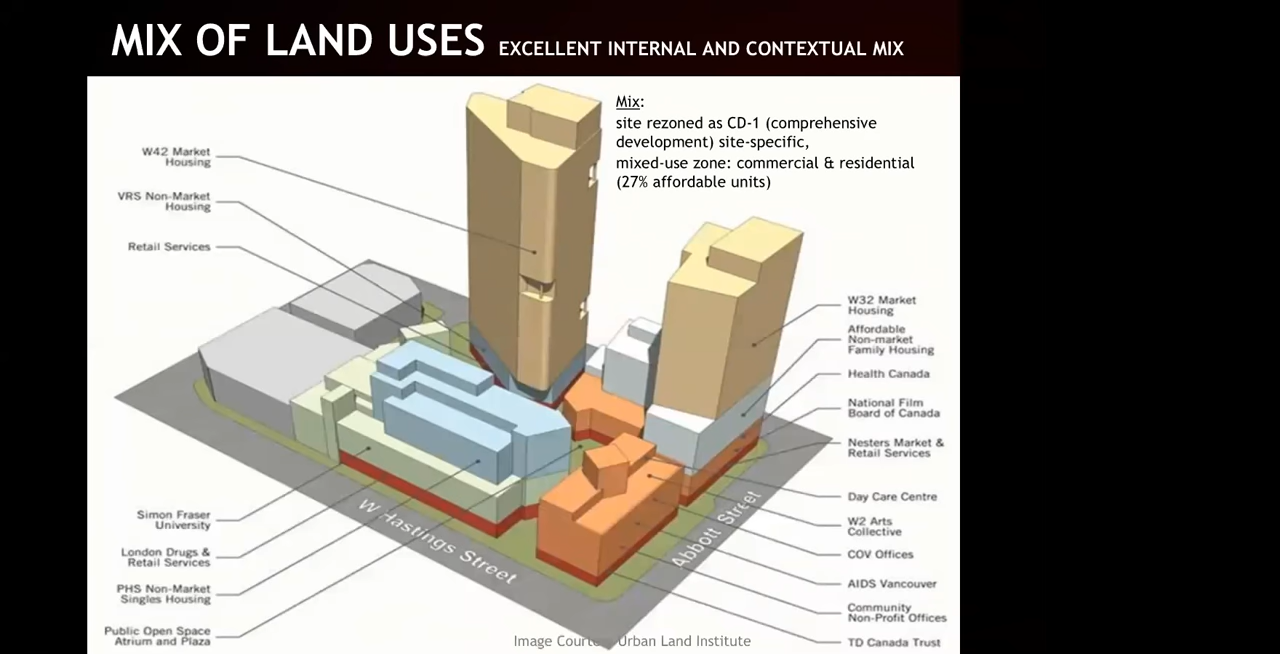 MIX OF LAND USES EXCELLENT INTERNAL AND CONTEXTUAL MIX
Mix:
site rezoned as CD-1 (comprehensive
development) site-specific,
mixed-use zone: commercial & residential
(27% affordable units)
W42 Market
Housing
VRS Non-Market
Housing
Retail Services
Simon Fraser
University
London Drugs &
Retail Services
PHS Non-Market
Singles Housing
Public Open Space
Atrium and Plaza
W Hastings Street
Abbott Street
W32 Market
Housing
Affordable
Non-market
Family Housing
Health Canada
National Film
Board of Canada
Nesters Market &
Retail Services
Day Care Centre
W2 Arts
Collective
COV Offices
AIDS Vancouver
Community
Non-Profit Offices
TD Canada Trust
Image Urban Land Institute